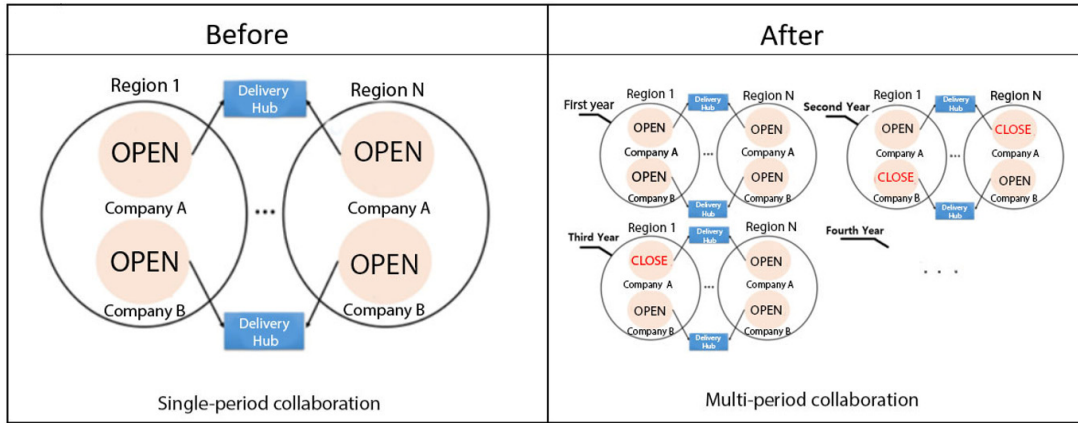 Before
After
Region 1
Delivery
Hub
Region N
OPEN
OPEN
Company A
Company A
...
OPEN
OPEN
Company B
Company B
Delivery
Hub
Single-period collaboration
First year
Region 1
Delivery
Hub
Region N
OPEN
OPEN
Company A
Company A
...
OPEN
OPEN
Company B
Company B
Delivery
Hub
Second Year
Region 1
Delivery
Hub
Region N
OPEN
CLOSE
Company A
Company A
...
CLOSE
OPEN
Company B
Company B
Delivery
Hub
Third Year
Region 1
Delivery
Hub
Region N
CLOSE
OPEN
Company A
Company A
...
OPEN
OPEN
Company B
Company B
Delivery
Hub
Fourth Year
. . .
Multi-period collaboration